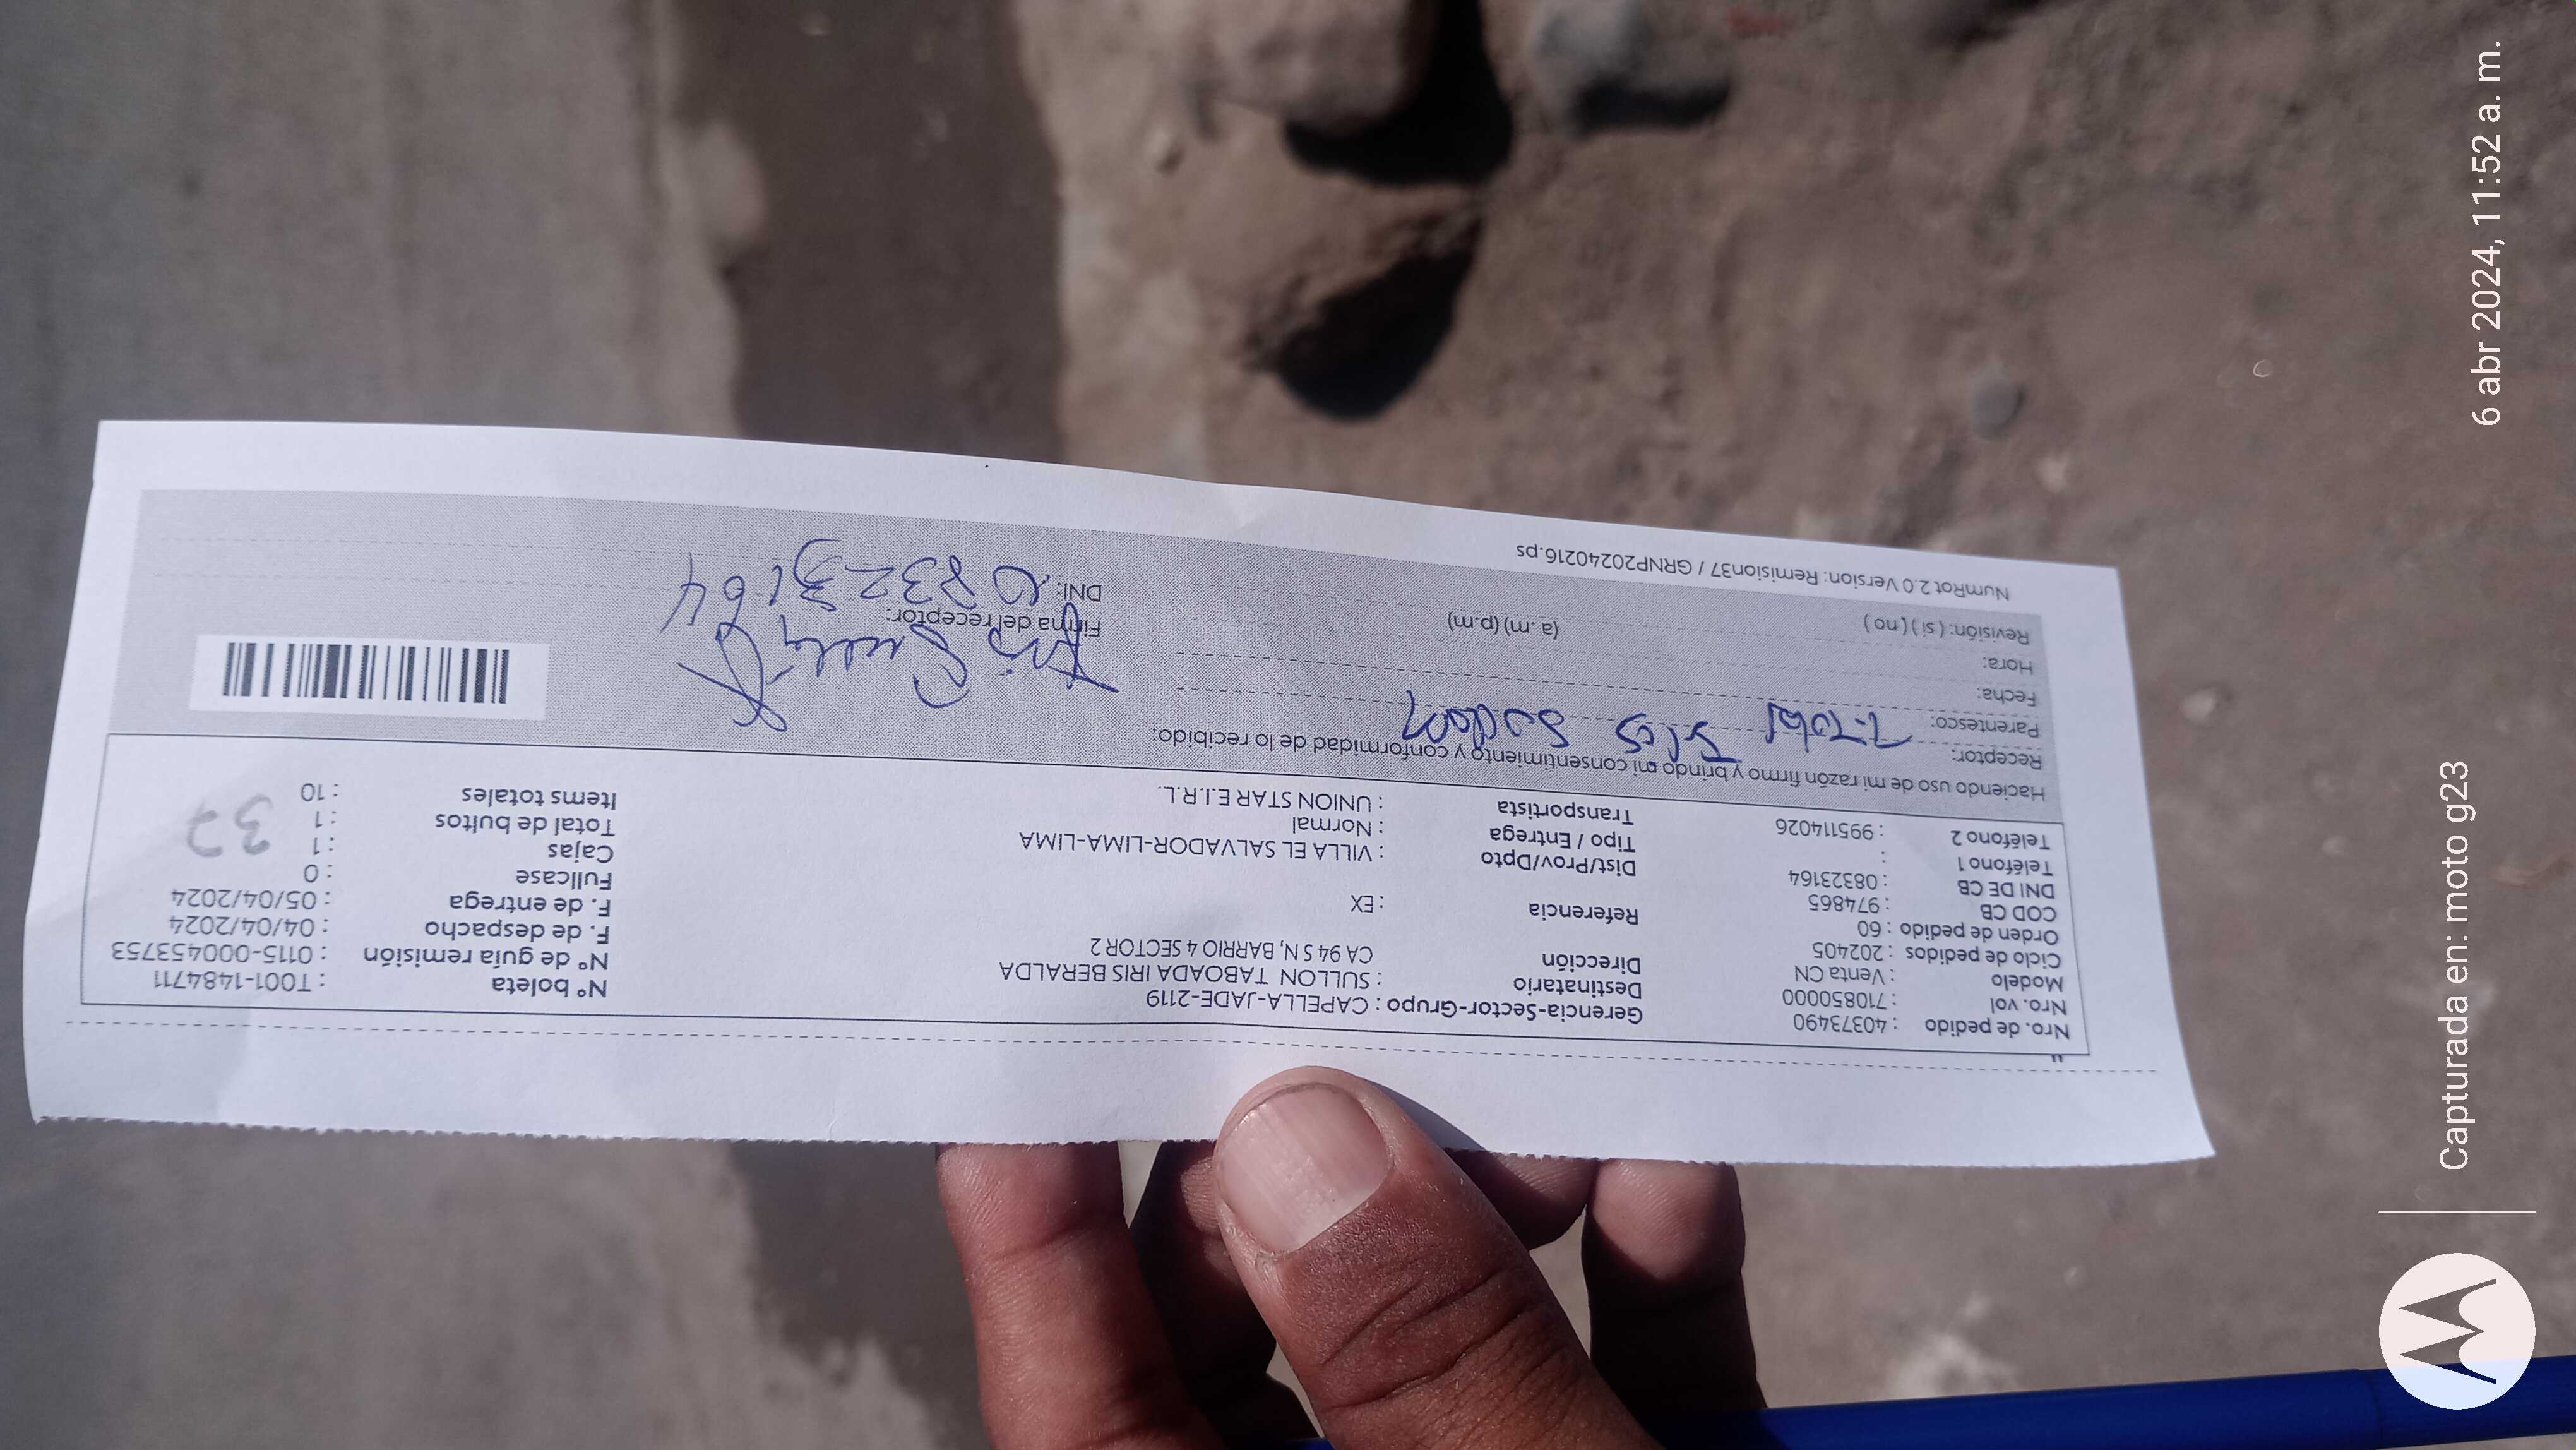 Nro. de pedido : 40373490
Nro. vol : 710850000
Modelo : Venta CN
Ciclo de pedidos : 202405
Orden de pedido : 60
COD CB : 974865
DNI DE CB : 08323164
Teléfono 1 :
Teléfono 2 : 995114026
Gerencia-Sector-Grupo : CAPELLA-JADE-2119
Destinatario : SULLON TABOADA IRIS BERALDA
Dirección CA 94 S N, BARRIO 4 SECTOR 2
Referencia : EX
Dist/Prov/Dpto : VILLA EL SALVADOR-LIMA-LIMA
Tipo / Entrega : Normal
Transportista : UNION STAR E.I.R.L.
N° boleta : T001-1484711
N° de guía remisión : 0115-000453753
F. de despacho : 04/04/2024
F. de entrega : 05/04/2024
Fullcase : 0
Cajas : 1
Total de bultos : 1
Items totales : 10
37
Haciendo uso de mi razón firmo y brindo mi consentimiento y conformidad de lo recibido:
Receptor:
Parentesco:
Fecha:
Hora:
Revisión: ( si ) ( no ) (a. m) (p.m)
Firma del receptor:
DNI:
NumRot 2.0 Version: Remision37 / GRNP20240216.ps
Capturada en: moto g23
6 abr 2024, 11:52 a. m.